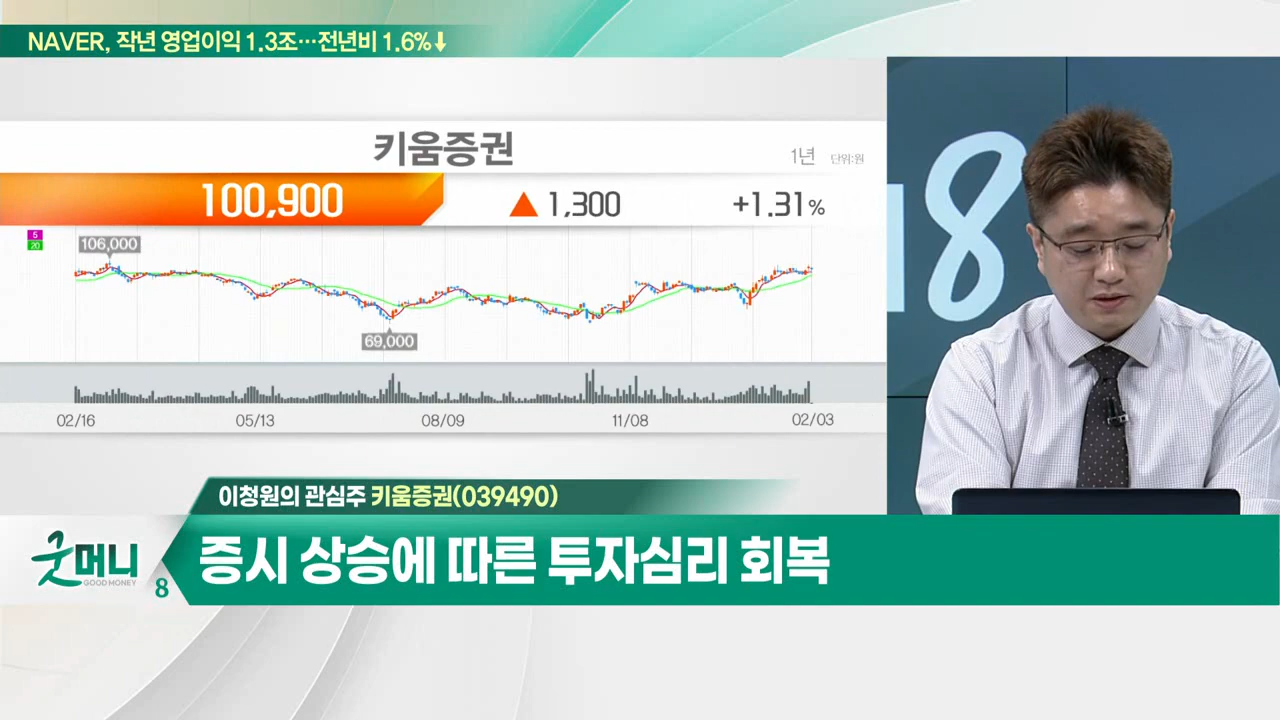 NAVER, 작년 영업이익 1.3조…전년비 1.6%⬇
키움증권
1년 단위:원
100,900 ▲ 1,300 +1.31%
5
20
106,000
69,000
02/16 05/13 08/09 11/08 02/03
8
이청원의 관심주 키움증권(039490)
굿머니
GOOD MONEY
8
증시 상승에 따른 투자심리 회복